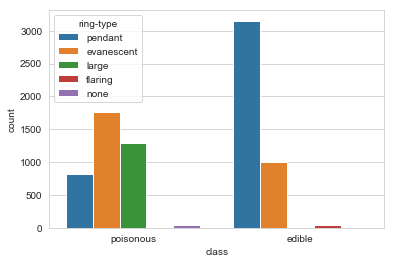 ring-type
pendant
evanescent
large
flaring
none
3000
2500
2000
1500
1000
500
0
count
poisonous
edible
class